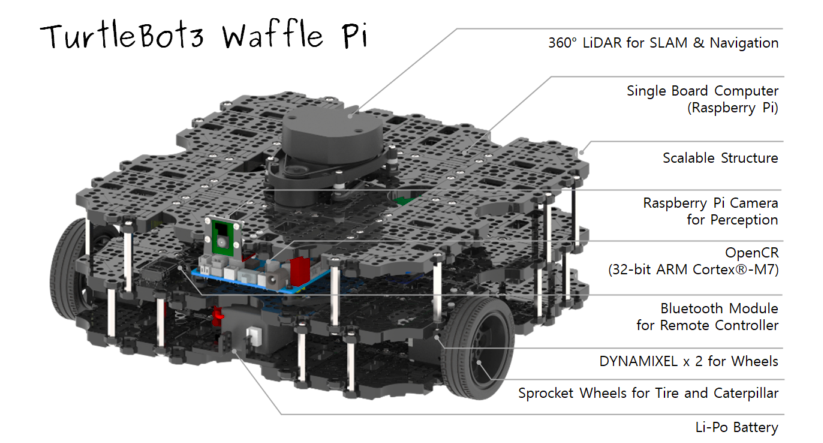 TurtleBot3 Waffle Pi
360° LiDAR for SLAM & Navigation
Single Board Computer
(Raspberry Pi)
Scalable Structure
Raspberry Pi Camera
for Perception
OpenCR
(32-bit ARM Cortex®-M7)
Bluetooth Module
for Remote Controller
DYNAMIXEL x 2 for Wheels
Sprocket Wheels for Tire and Caterpillar
Li-Po Battery